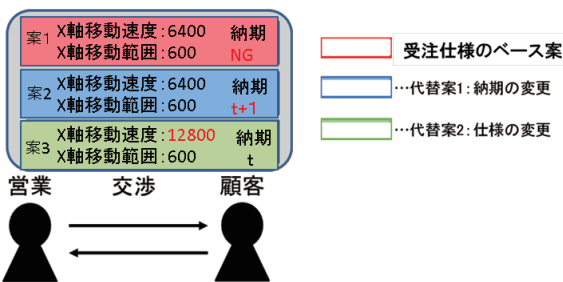 案1
X軸移動速度:6400 納期
X軸移動範囲:600 NG
案2
X軸移動速度:6400 納期
X軸移動範囲:600 t+1
案3
X軸移動速度:12800 納期
X軸移動範囲:600 t
営業 交渉 顧客
受注仕様のベース案
…代替案1:納期の変更
…代替案2:仕様の変更